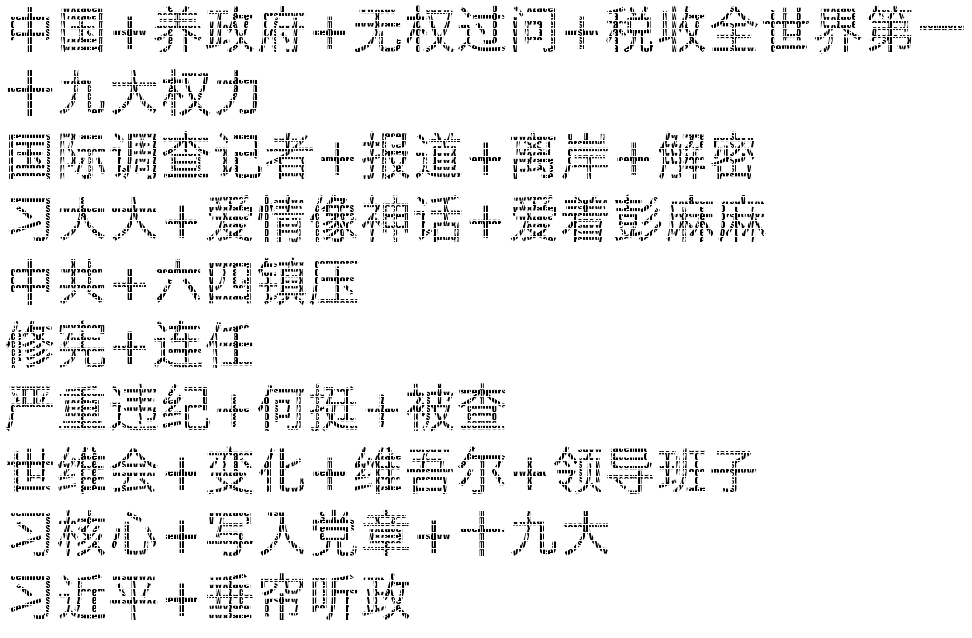 中国+养政府+无权过问+税收全世界第一
十九大权力
国际调查记者+报道+离岸+解密
习大大+爱情像神话+爱着彭麻麻
中共+六四镇压
修宪+连任
严重违纪+何挺+被查
世维会+变化+维吾尔+领导班子
习核心+写入党章+十九大
习近平+垂帘听政